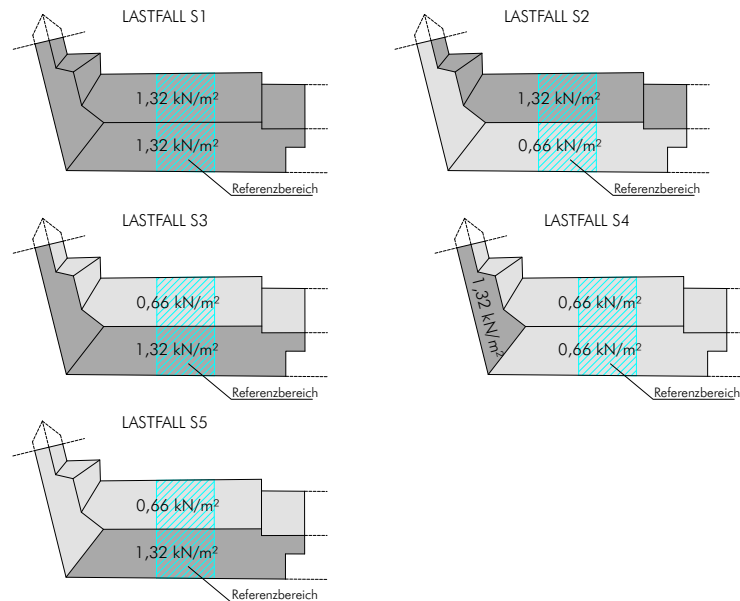 LASTFALL S1
1,32 kN/m²
1,32 kN/m²
Referenzbereich
LASTFALL S2
1,32 kN/m²
0,66 kN/m²
Referenzbereich
LASTFALL S3
0,66 kN/m²
1,32 kN/m²
Referenzbereich
LASTFALL S4
1,32 kN/m²
0,66 kN/m²
0,66 kN/m²
Referenzbereich
LASTFALL S5
0,66 kN/m²
1,32 kN/m²
Referenzbereich